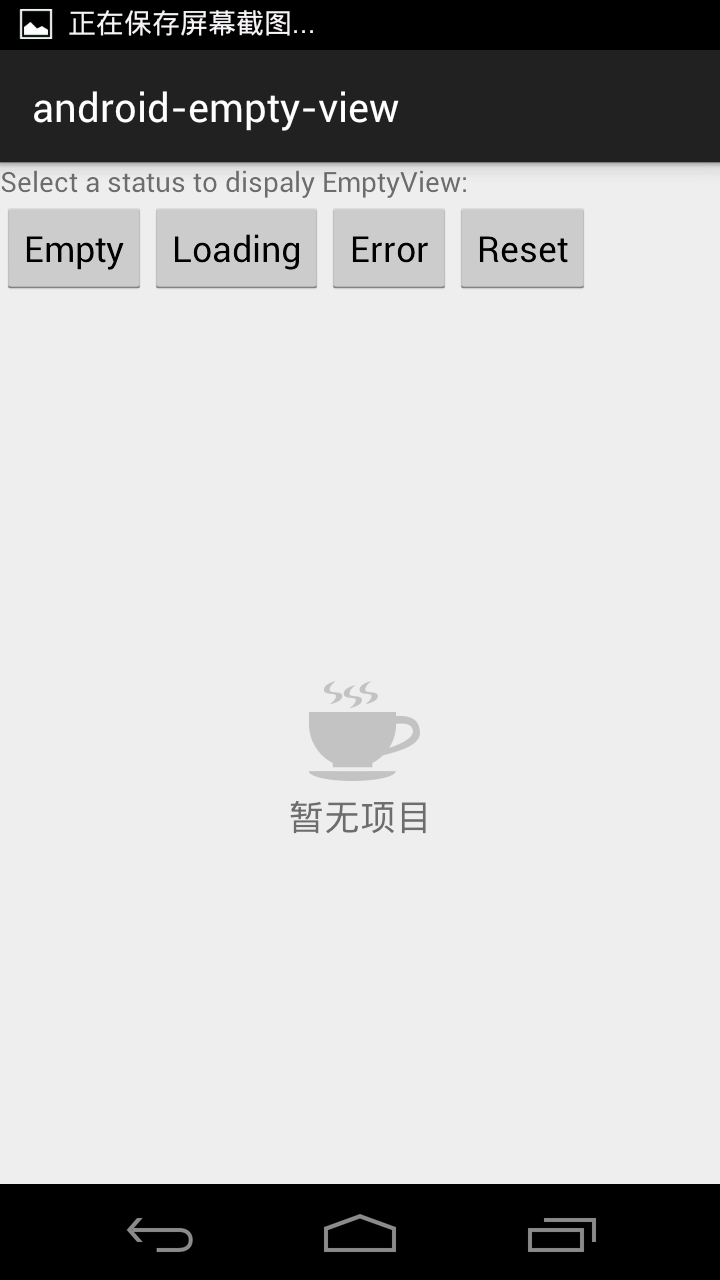 正在保存屏幕截图...
android-empty-view
Select a status to dispaly EmptyView:
Empty Loading Error Reset
暂无项目